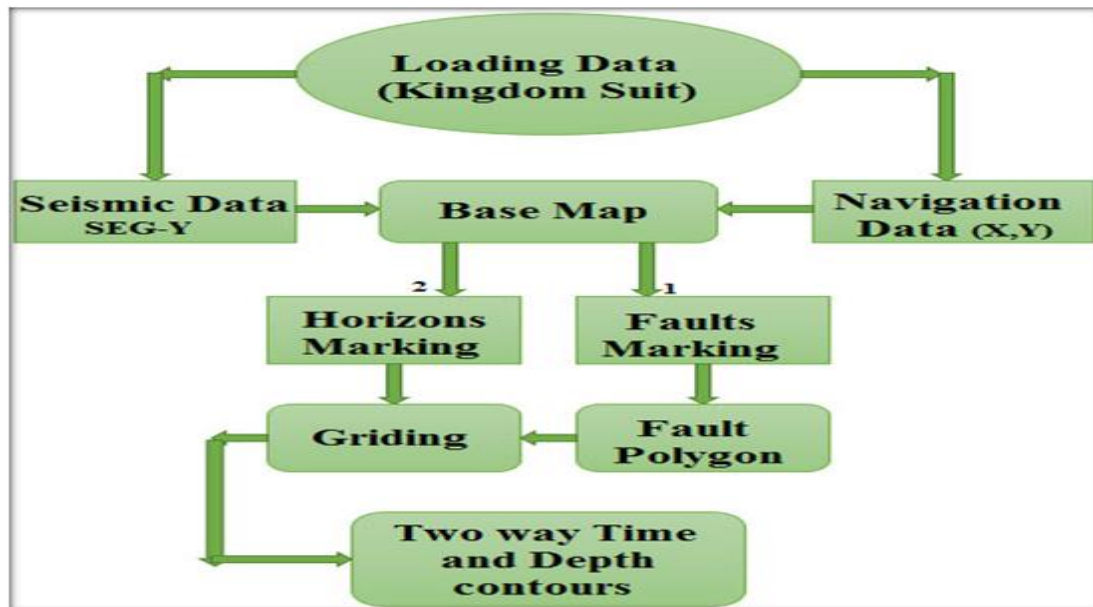 Loading Data
(Kingdom Suit)
Seismic Data
SEG-Y
Base Map
Navigation
Data (X,Y)
2
1
Horizons
Marking
Faults
Marking
Griding
Fault
Polygon
Two way Time
and Depth
contours